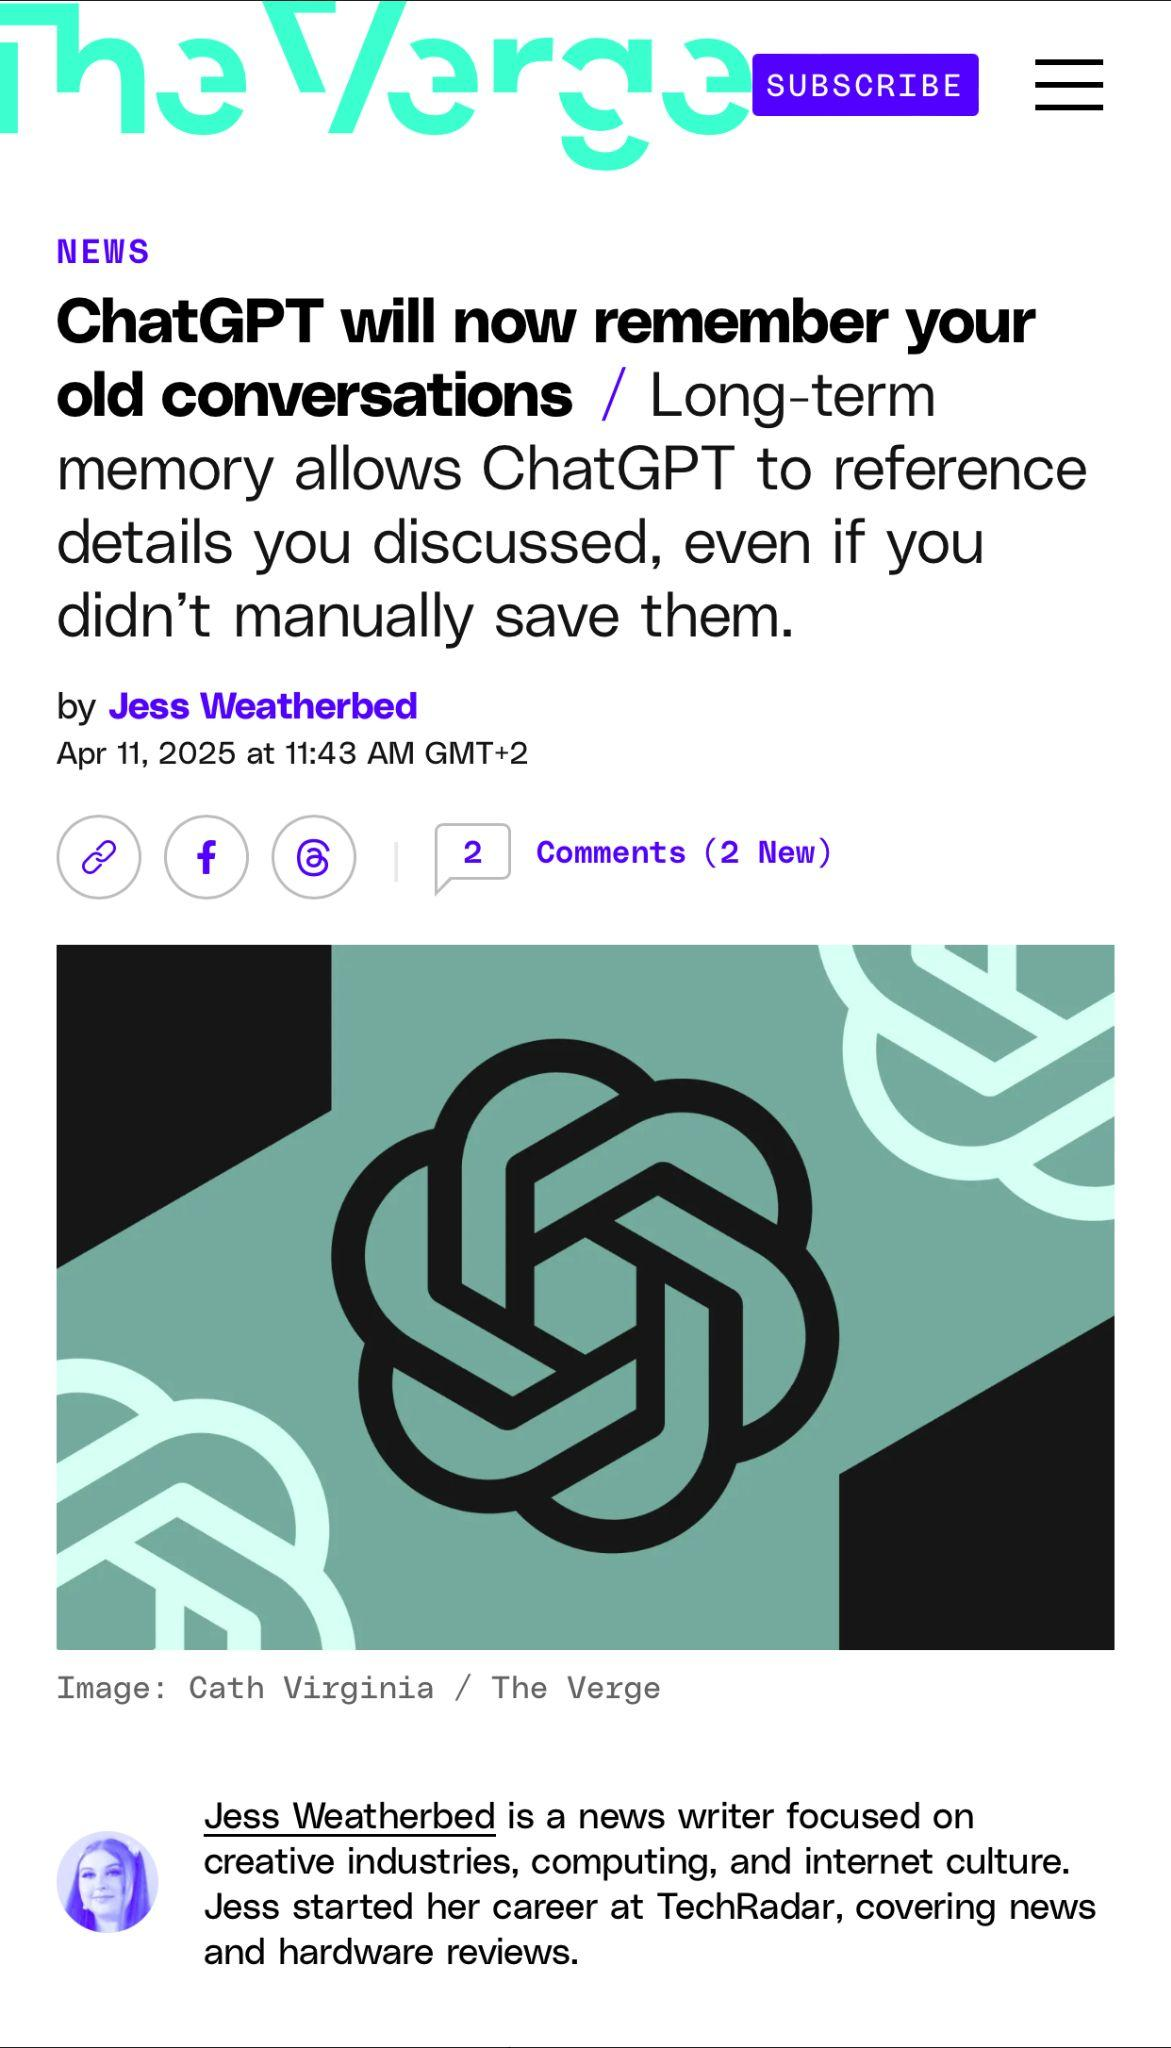 The Verge
SUBSCRIBE
NEWS
ChatGPT will now remember your
old conversations / Long-term
memory allows ChatGPT to reference
details you discussed, even if you
didn’t manually save them.
by Jess Weatherbed
Apr 11, 2025 at 11:43 AM GMT+2
2 Comments (2 New)
Image: Cath Virginia / The Verge
Jess Weatherbed is a news writer focused on
creative industries, computing, and internet culture.
Jess started her career at TechRadar, covering news
and hardware reviews.